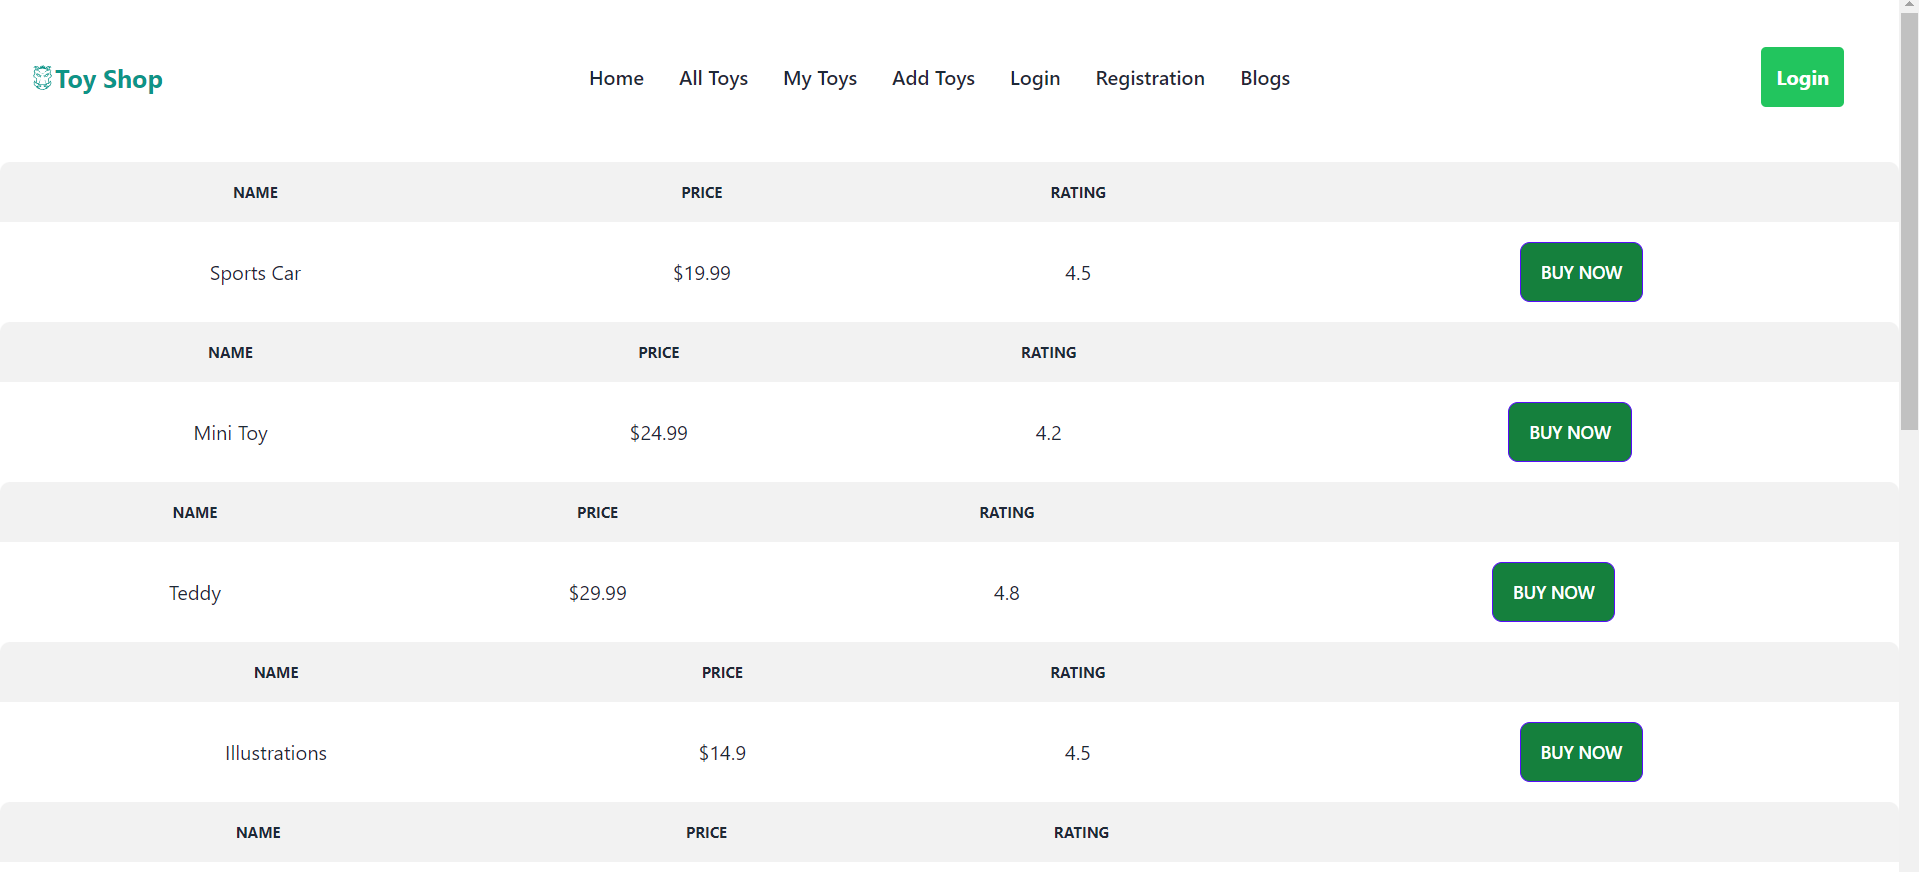 Toy Shop Home All Toys My Toys Add Toys Login Registration Blogs Login
NAME PRICE RATING
Sports Car $19.99 4.5 BUY NOW
NAME PRICE RATING
Mini Toy $24.99 4.2 BUY NOW
NAME PRICE RATING
Teddy $29.99 4.8 BUY NOW
NAME PRICE RATING
Illustrations $14.9 4.5 BUY NOW
NAME PRICE RATING